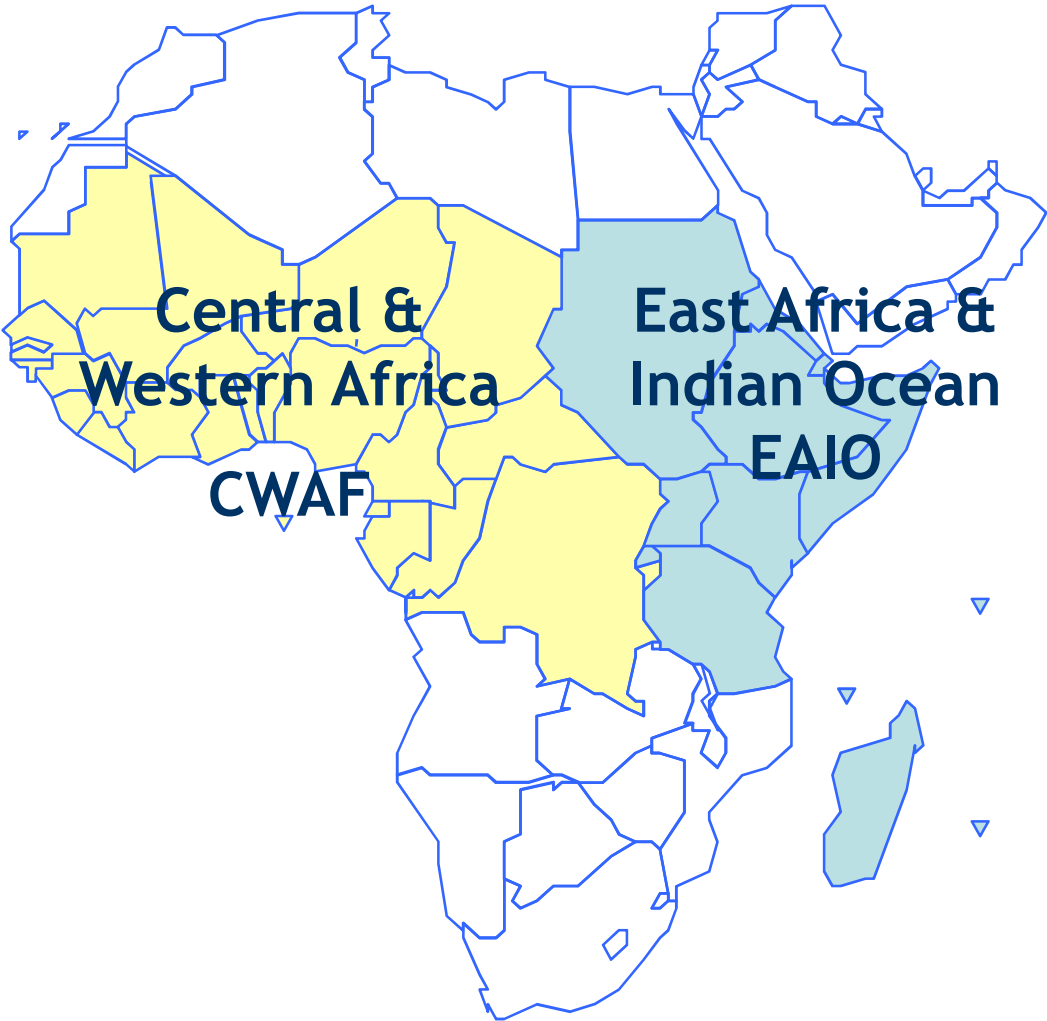 Central &
Western Africa
CWAF
East Africa &
Indian Ocean
EAIO